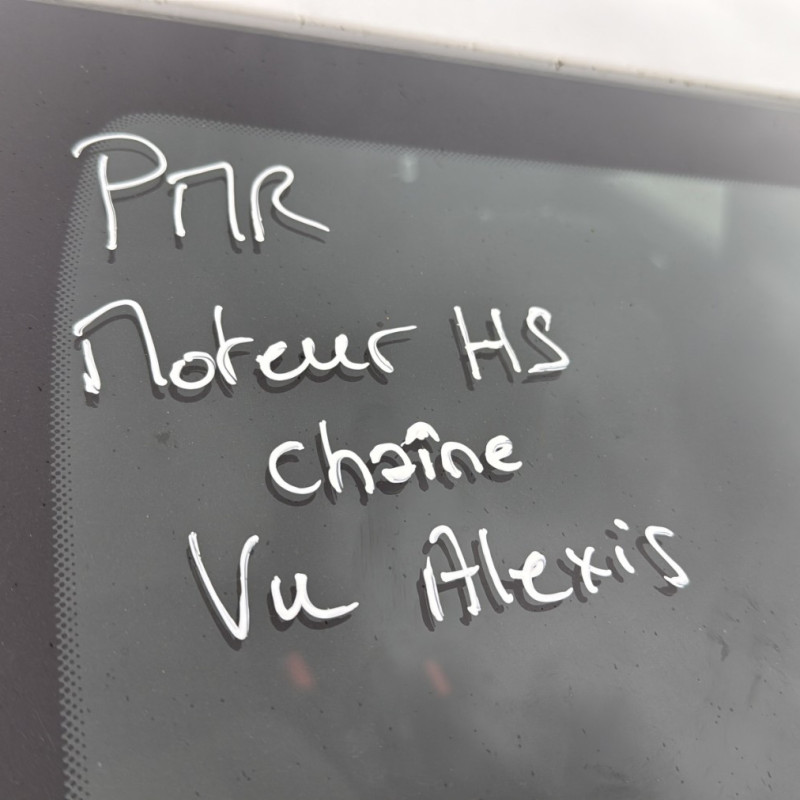 PMR
Moteur HS
Chaîne
Vu Alexis